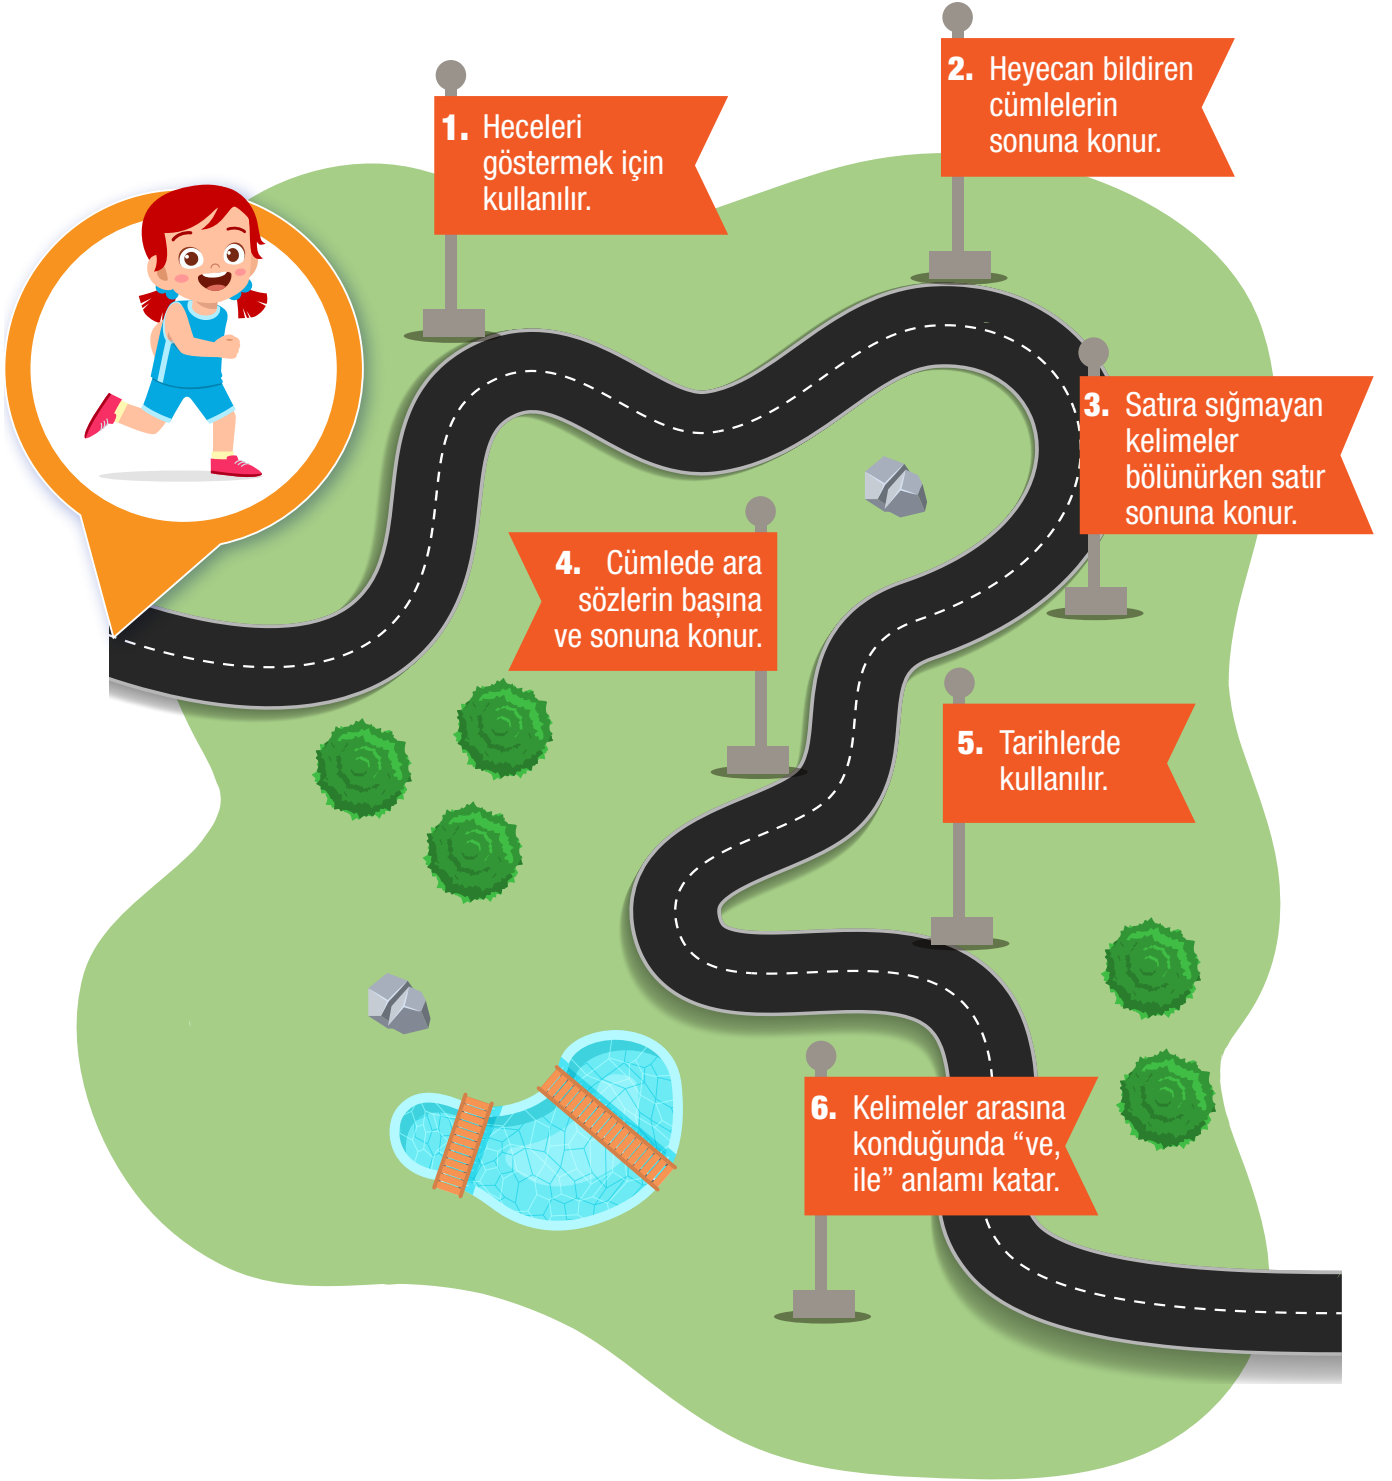 1. Heceleri
göstermek için
kullanılır.
2. Heyecan bildiren
cümlelerin
sonuna konur.
3. Satıra sığmayan
kelimeler
bölünürken satır
sonuna konur.
4. Cümlede ara
sözlerin başına
ve sonuna konur.
5. Tarihlerde
kullanılır.
6. Kelimeler arasına
konduğunda “ve,
ile” anlamı katar.